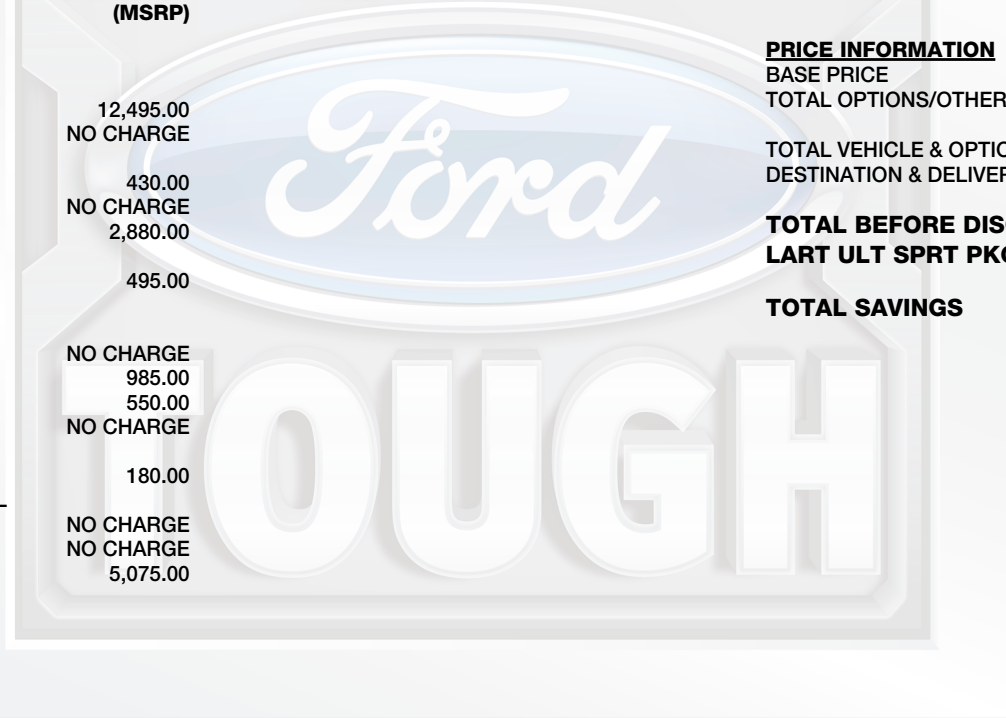 (MSRP)
12,495.00
NO CHARGE
430.00
NO CHARGE
2,880.00
495.00
NO CHARGE
985.00
550.00
NO CHARGE
180.00
NO CHARGE
NO CHARGE
5,075.00
PRICE INFORMATION
BASE PRICE
TOTAL OPTIONS/OTHER
TOTAL VEHICLE & OPTIO
DESTINATION & DELIVER
TOTAL BEFORE DIS
LART ULT SPRT PK
TOTAL SAVINGS
Ford
TOUGH